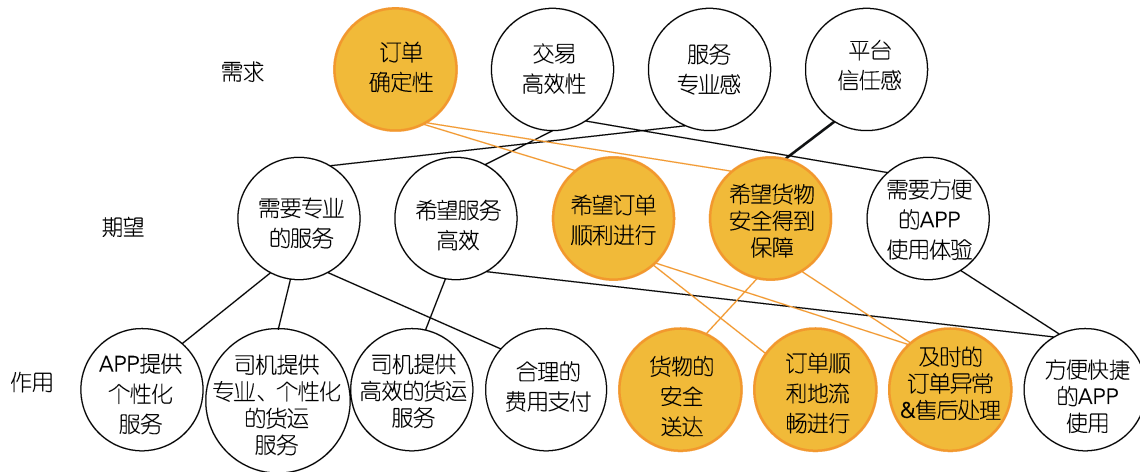 需求
订单
确定性
交易
高效性
服务
专业感
平台
信任感
期望
需要专业
的服务
希望服务
高效
希望订单
顺利进行
希望货物
安全得到
保障
需要方便
的APP
使用体验
作用
APP提供
个性化
服务
司机提供
专业、个性化
的货运
服务
司机提供
高效的货运
服务
合理的
费用支付
货物的
安全
送达
订单顺
利地流
畅进行
及时的
订单异常
&售后处理
方便快捷
的APP
使用